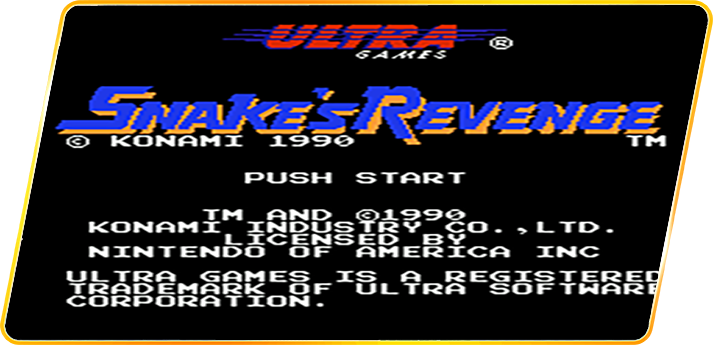 ULTRA ®
GAMES
SNAKE'S REVENGE
© KONAMI 1990 TM
PUSH START
TM AND ©1990
KONAMI INDUSTRY CO.,LTD.
LICENSED BY
NINTENDO OF AMERICA INC
ULTRA GAMES IS A REGISTERED
TRADEMARK OF ULTRA SOFTWARE
CORPORATION.